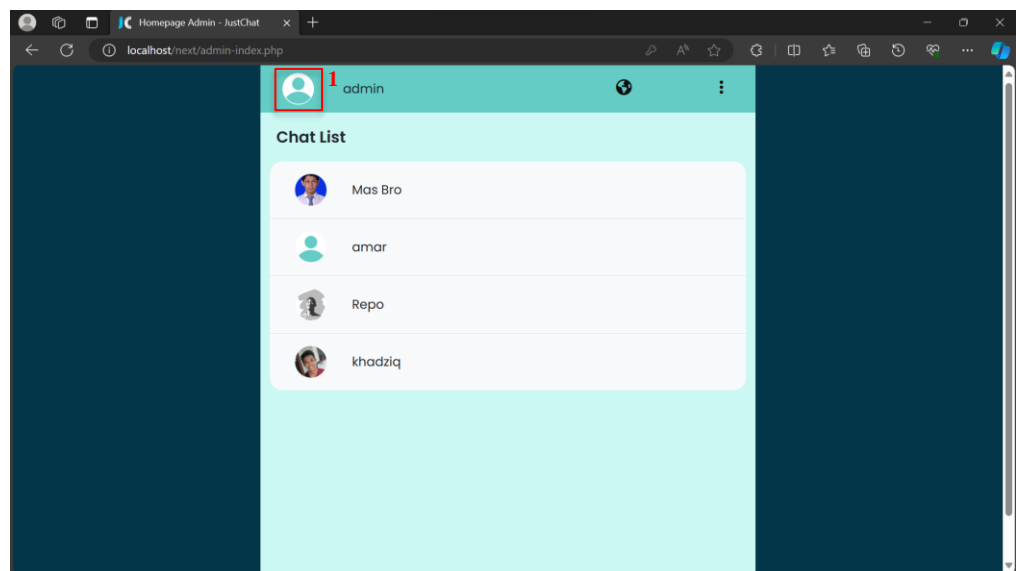 Homepage Admin - JustChat
localhost/next/admin-index.php
1
admin
Chat List
Mas Bro
amar
Repo
khadziq